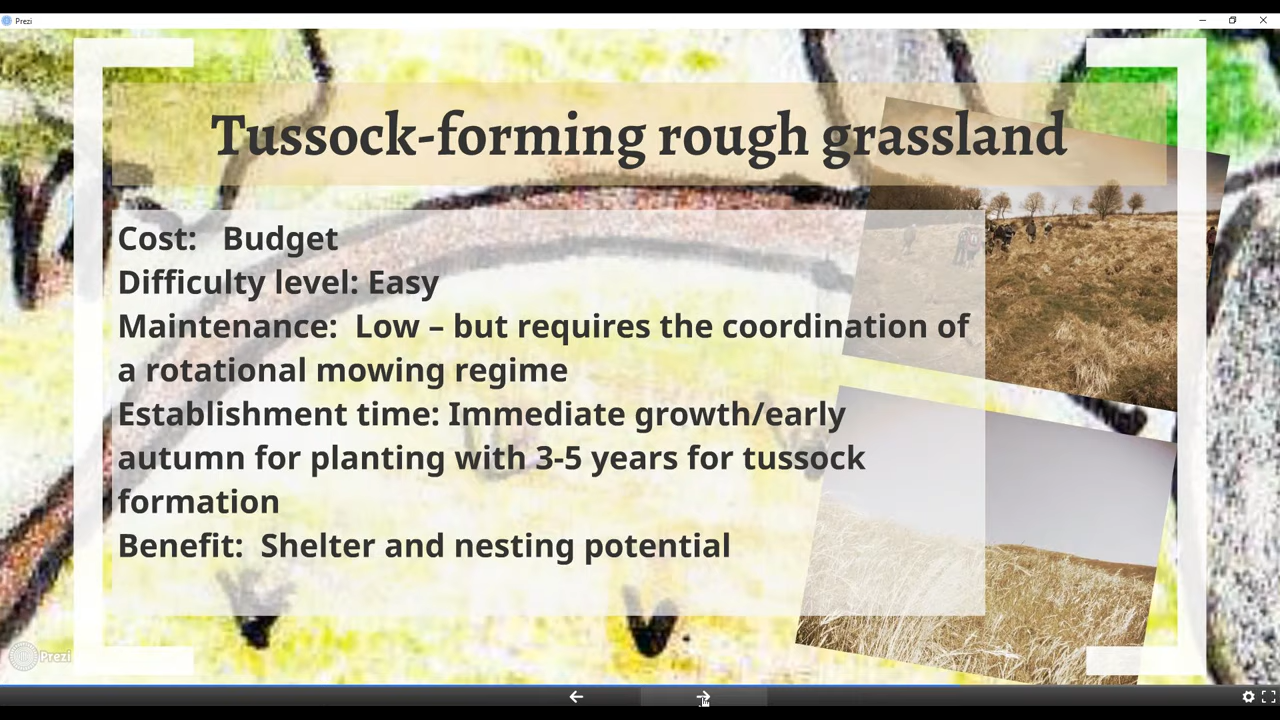 Prezi
Tussock-forming rough grassland
Cost: Budget
Difficulty level: Easy
Maintenance: Low – but requires the coordination of
a rotational mowing regime
Establishment time: Immediate growth/early
autumn for planting with 3-5 years for tussock
formation
Benefit: Shelter and nesting potential
Prezi